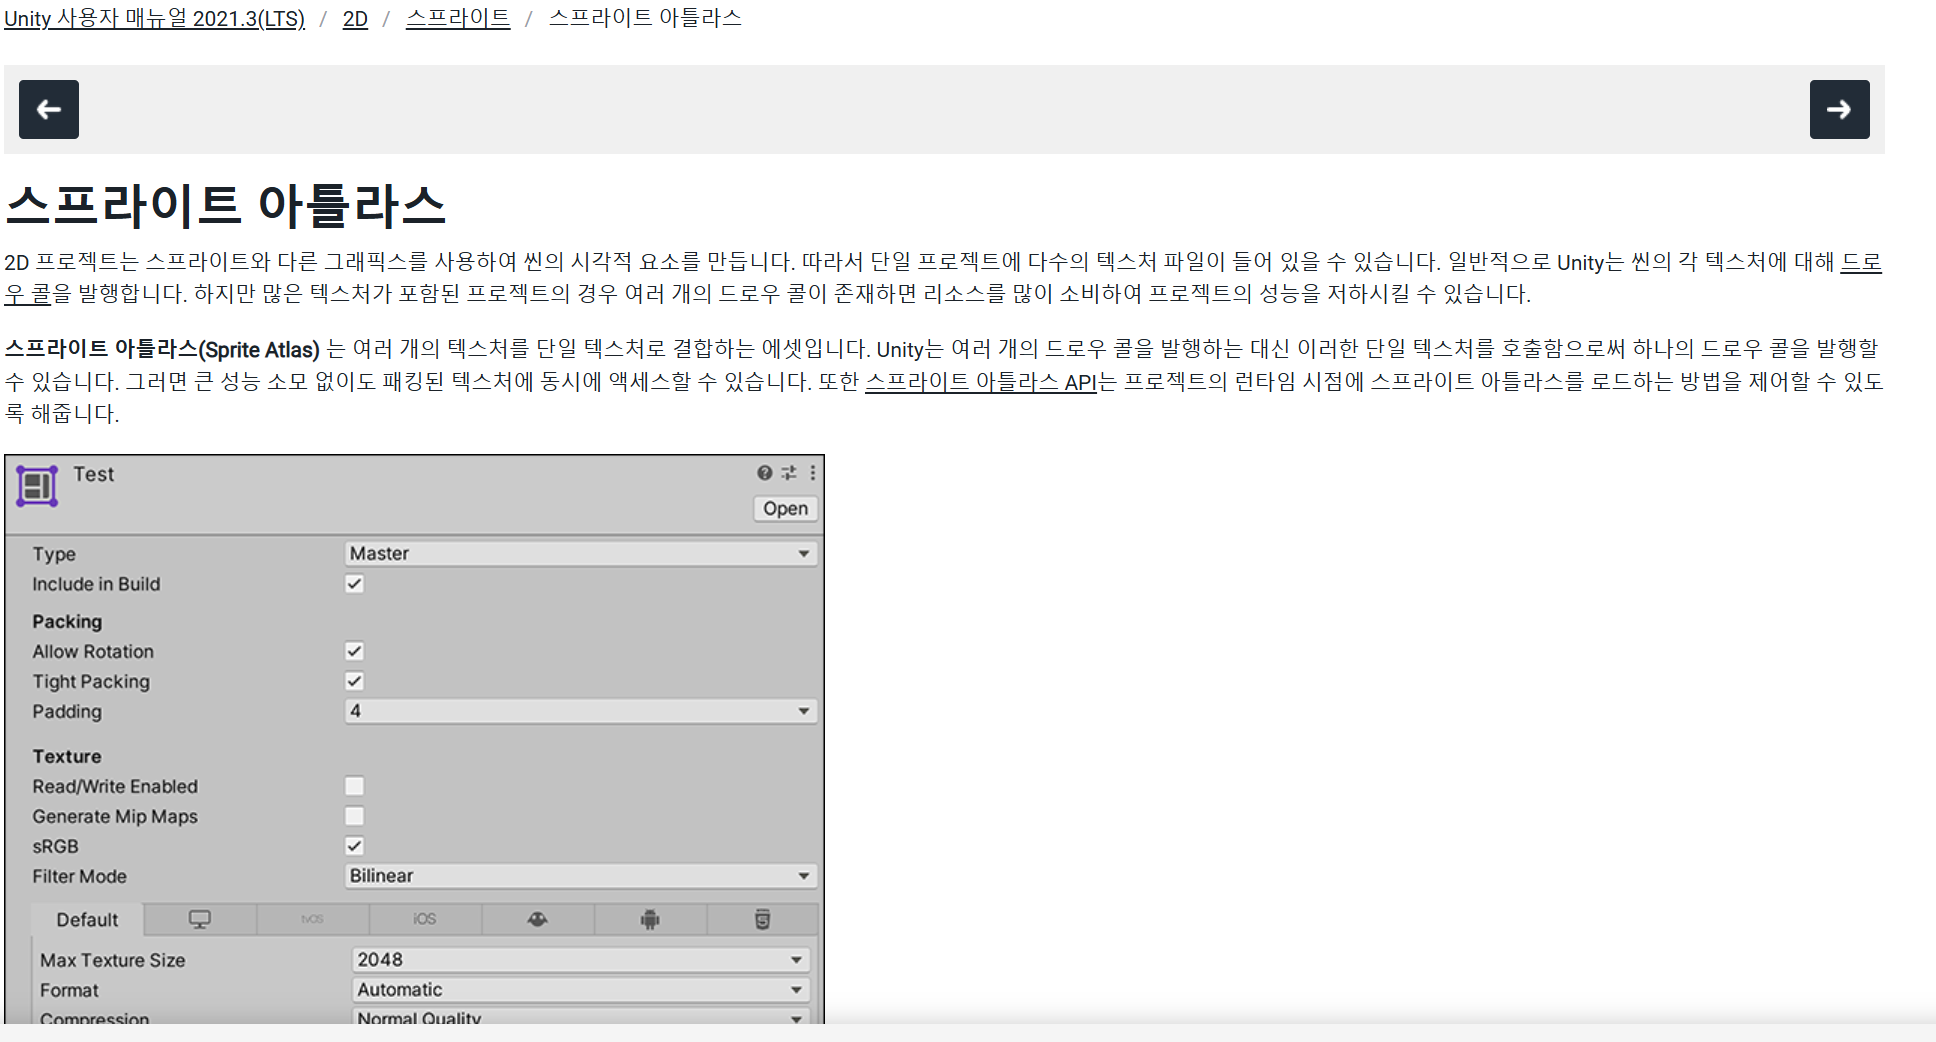 Unity 사용자 매뉴얼 2021.3(LTS) / 2D / 스프라이트 / 스프라이트 아틀라스
스프라이트 아틀라스
2D 프로젝트는 스프라이트와 다른 그래픽스를 사용하여 씬의 시각적 요소를 만듭니다. 따라서 단일 프로젝트에 다수의 텍스처 파일이 들어 있을 수 있습니다. 일반적으로 Unity는 씬의 각 텍스처에 대해 드로
우 콜을 발행합니다. 하지만 많은 텍스처가 포함된 프로젝트의 경우 여러 개의 드로우 콜이 존재하면 리소스를 많이 소비하여 프로젝트의 성능을 저하시킬 수 있습니다.
스프라이트 아틀라스(Sprite Atlas) 는 여러 개의 텍스처를 단일 텍스처로 결합하는 에셋입니다. Unity는 여러 개의 드로우 콜을 발행하는 대신 이러한 단일 텍스처를 호출함으로써 하나의 드로우 콜을 발행할
수 있습니다. 그러면 큰 성능 소모 없이도 패킹된 텍스처에 동시에 액세스할 수 있습니다. 또한 스프라이트 아틀라스 API는 프로젝트의 런타임 시점에 스프라이트 아틀라스를 로드하는 방법을 제어할 수 있도
록 해줍니다.
Test
Open
Type Master
Include in Build
Packing
Allow Rotation
Tight Packing
Padding 4
Texture
Read/Write Enabled
Generate Mip Maps
sRGB
Filter Mode Bilinear
Default tvOS iOS
Max Texture Size 2048
Format Automatic
Compression Normal Quality